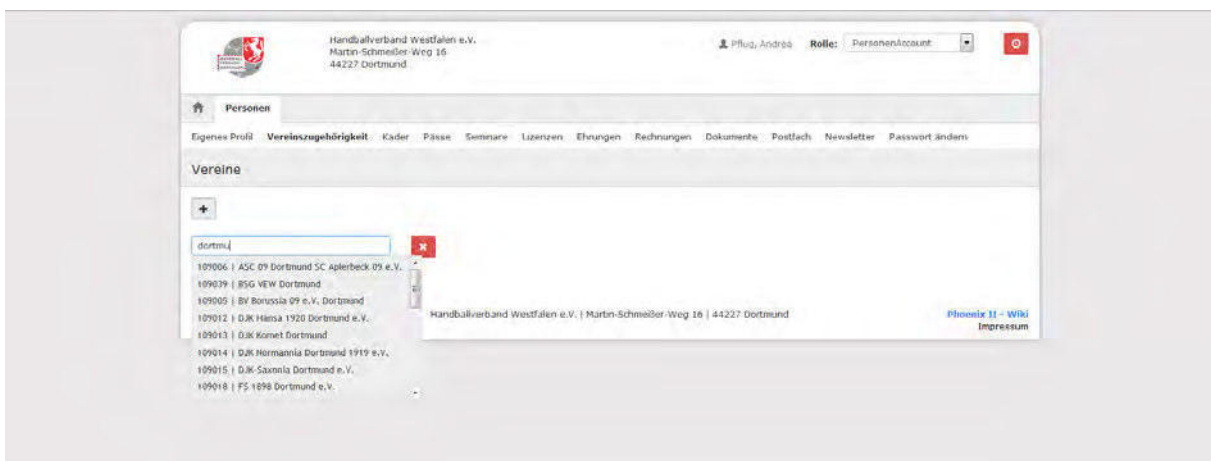 Handballverband Westfalen e.V.
Martin-Schmeißer-Weg 16
44227 Dortmund
Pflug, Andrea Rolle: PersonenAccount
Personen
Eigenes Profil Vereinszugehörigkeit Kader Pässe Seminare Lizenzen Ehrungen Rechnungen Dokumente Postfach Newsletter Passwort ändern
Vereine
+
dortmu
109006 | ASC 09 Dortmund SC Aplerbeck 09 e.V.
109039 | BSG VEW Dortmund
109005 | BV Borussia 09 e.V. Dortmund
109012 | DJK Hansa 1920 Dortmund e.V.
109013 | DJK Komet Dortmund
109014 | DJK Normannia Dortmund 1919 e.V.
109015 | DJK-Saxonia Dortmund e.V.
109018 | FS 1898 Dortmund e.V.
Handballverband Westfalen e.V. | Martin-Schmeißer-Weg 16 | 44227 Dortmund
Phoenix II - Wiki
Impressum